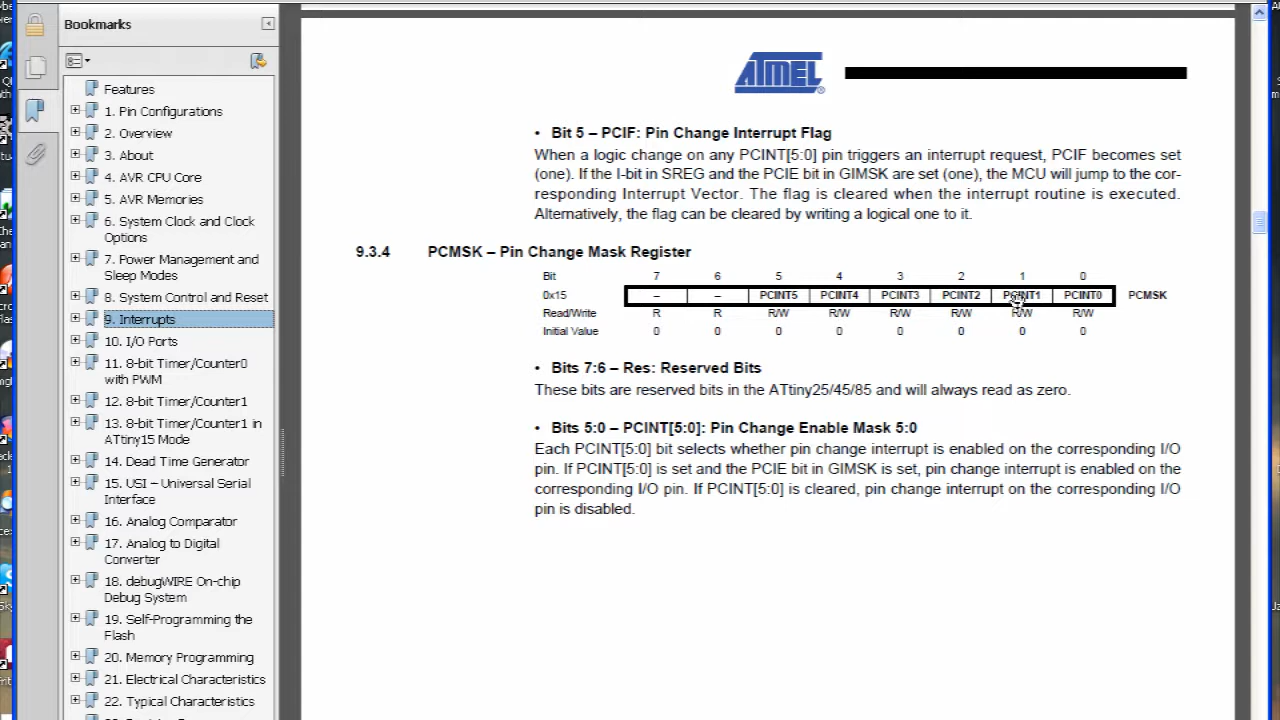 Bookmarks
Features
1. Pin Configurations
2. Overview
3. About
4. AVR CPU Core
5. AVR Memories
6. System Clock and Clock
Options
7. Power Management and
Sleep Modes
8. System Control and Reset
9. Interrupts
10. I/O Ports
11. 8-bit Timer/Counter0
with PWM
12. 8-bit Timer/Counter1
13. 8-bit Timer/Counter1 in
ATtiny15 Mode
14. Dead Time Generator
15. USI – Universal Serial
Interface
16. Analog Comparator
17. Analog to Digital
Converter
18. debugWIRE On-chip
Debug System
19. Self-Programming the
Flash
20. Memory Programming
21. Electrical Characteristics
22. Typical Characteristics
ATMEL®
• Bit 5 – PCIF: Pin Change Interrupt Flag
When a logic change on any PCINT[5:0] pin triggers an interrupt request, PCIF becomes set
(one). If the I-bit in SREG and the PCIE bit in GIMSK are set (one), the MCU will jump to the cor-
responding Interrupt Vector. The flag is cleared when the interrupt routine is executed.
Alternatively, the flag can be cleared by writing a logical one to it.
9.3.4 PCMSK – Pin Change Mask Register
Bit 7 6 5 4 3 2 1 0
0x15 – – PCINT5 PCINT4 PCINT3 PCINT2 PCINT1 PCINT0 PCMSK
Read/Write R R R/W R/W R/W R/W R/W R/W
Initial Value 0 0 0 0 0 0 0 0
• Bits 7:6 – Res: Reserved Bits
These bits are reserved bits in the ATtiny25/45/85 and will always read as zero.
• Bits 5:0 – PCINT[5:0]: Pin Change Enable Mask 5:0
Each PCINT[5:0] bit selects whether pin change interrupt is enabled on the corresponding I/O
pin. If PCINT[5:0] is set and the PCIE bit in GIMSK is set, pin change interrupt is enabled on the
corresponding I/O pin. If PCINT[5:0] is cleared, pin change interrupt on the corresponding I/O
pin is disabled.